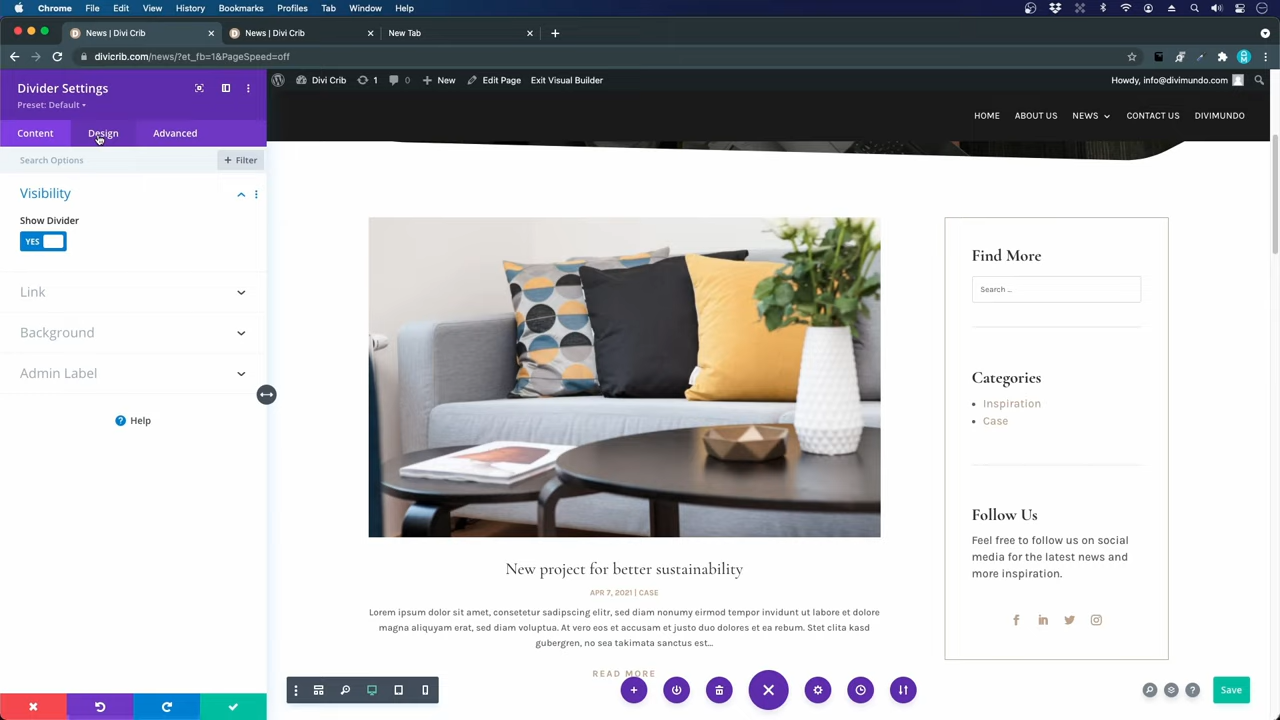 Chrome File Edit View History Bookmarks Profiles Tab Window Help
News | Divi Crib
News | Divi Crib
New Tab
divicrib.com/news/?et_fb=1&PageSpeed=off
Divi Crib 1 0 New Edit Page Exit Visual Builder
Howdy, info@divimundo.com
Divider Settings
Preset: Default
Content Design Advanced
Search Options
+ Filter
Visibility
Show Divider
YES
Link
Background
Admin Label
? Help
HOME ABOUT US NEWS CONTACT US DIVIMUNDO
New project for better sustainability
APR 7, 2021 | CASE
Lorem ipsum dolor sit amet, consetetur sadipscing elitr, sed diam nonumy eirmod tempor invidunt ut labore et dolore
magna aliquyam erat, sed diam voluptua. At vero eos et accusam et justo duo dolores et ea rebum. Stet clita kasd
gubergren, no sea takimata sanctus est...
READ MORE
Find More
Search ...
Categories
• Inspiration
• Case
Follow Us
Feel free to follow us on social
media for the latest news and
more inspiration.
? Save